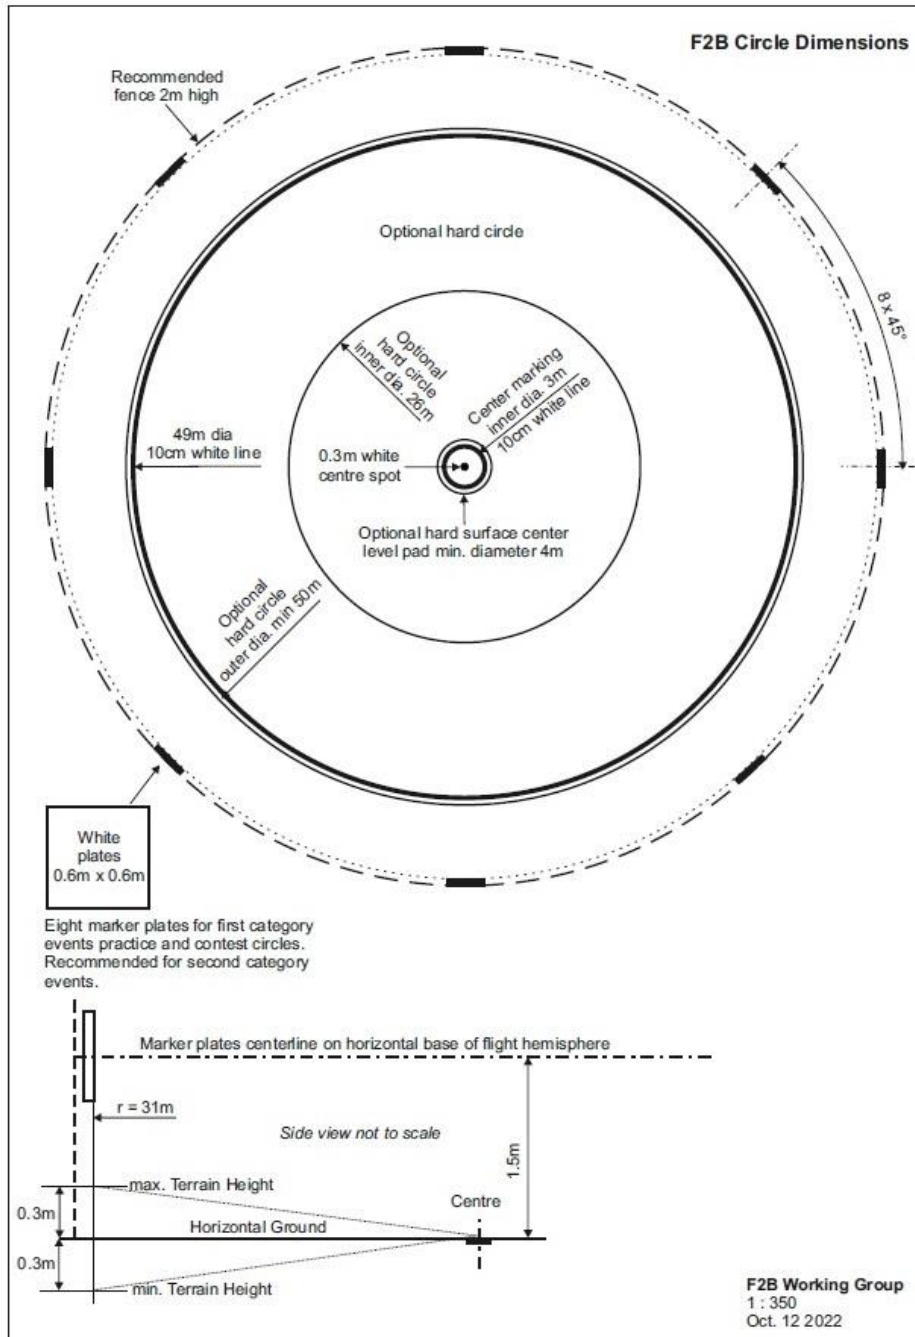 F2B Circle Dimensions
Recommended
fence 2m high
Optional hard circle
8 x 45°
Optional
hard circle
inner dia. 26m
Center marking
inner dia. 3m
10cm white line
49m dia
10cm white line
0.3m white
centre spot
Optional hard surface center
level pad min. diameter 4m
Optional
hard circle
outer dia. min 50m
White
plates
0.6m x 0.6m
Eight marker plates for first category
events practice and contest circles.
Recommended for second category
events.
Marker plates centerline on horizontal base of flight hemisphere
r = 31m
Side view not to scale
1.5m
max. Terrain Height
Centre
0.3m
Horizontal Ground
0.3m
min. Terrain Height
F2B Working Group
1 : 350
Oct. 12 2022